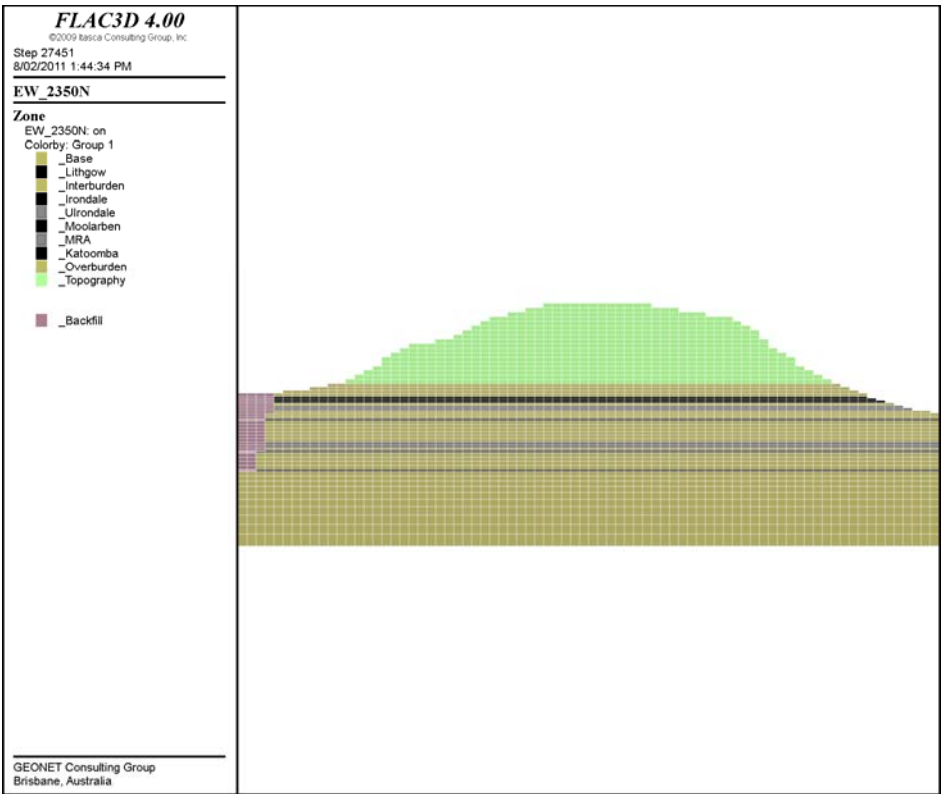 FLAC3D 4.00
©2009 Itasca Consulting Group, Inc.
Step 27451
8/02/2011 1:44:34 PM
EW_2350N
Zone
EW_2350N: on
Colorby: Group 1
_Base
_Lithgow
_Interburden
_Irondale
_UIrondale
_Moolarben
_MRA
_Katoomba
_Overburden
_Topography
_Backfill
GEONET Consulting Group
Brisbane, Australia